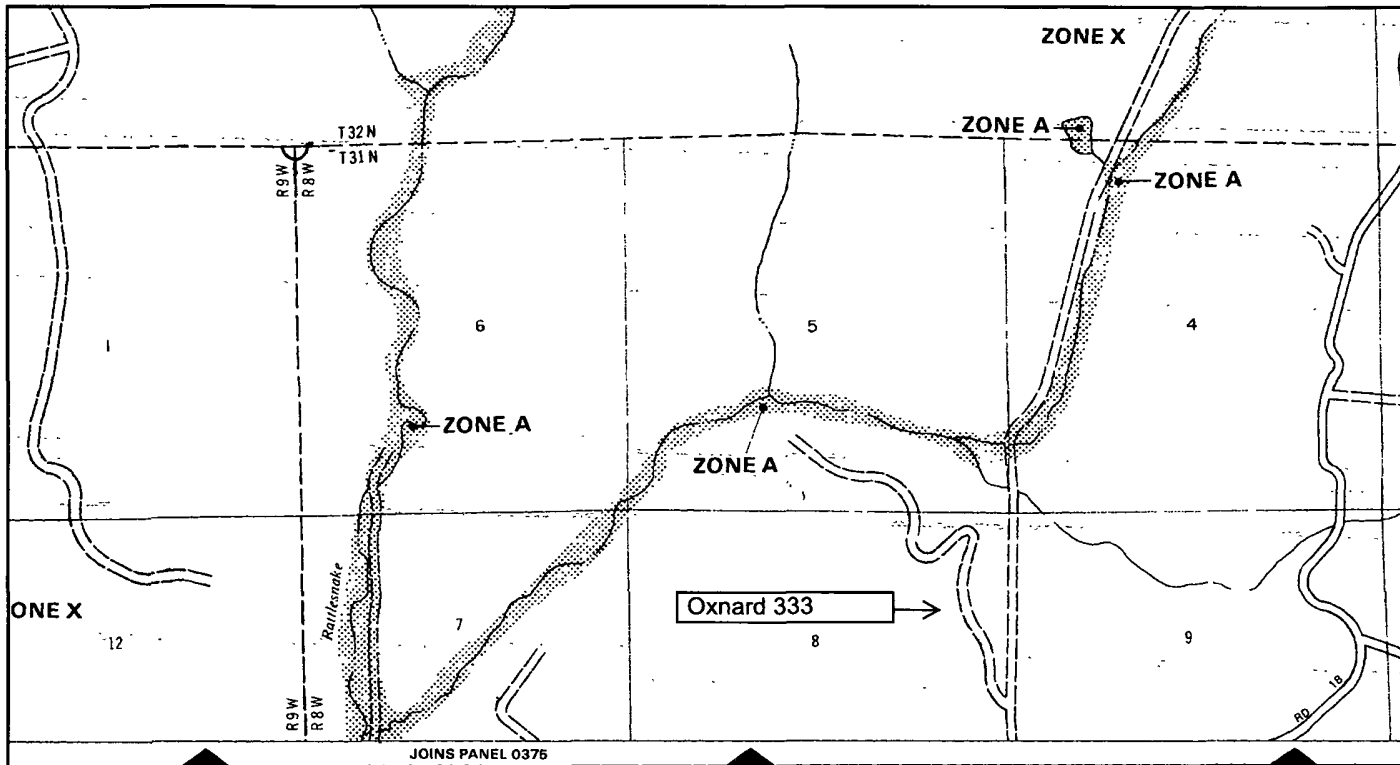 ZONE X
ZONE A
T32N
T31N
ZONE A
R9W
R8W
1
6
5
4
ZONE A
ZONE A
Rattlesnake
Oxnard 333
ONE X
12
7
8
9
R9W
R8W
RD 18
JOINS PANEL 0375